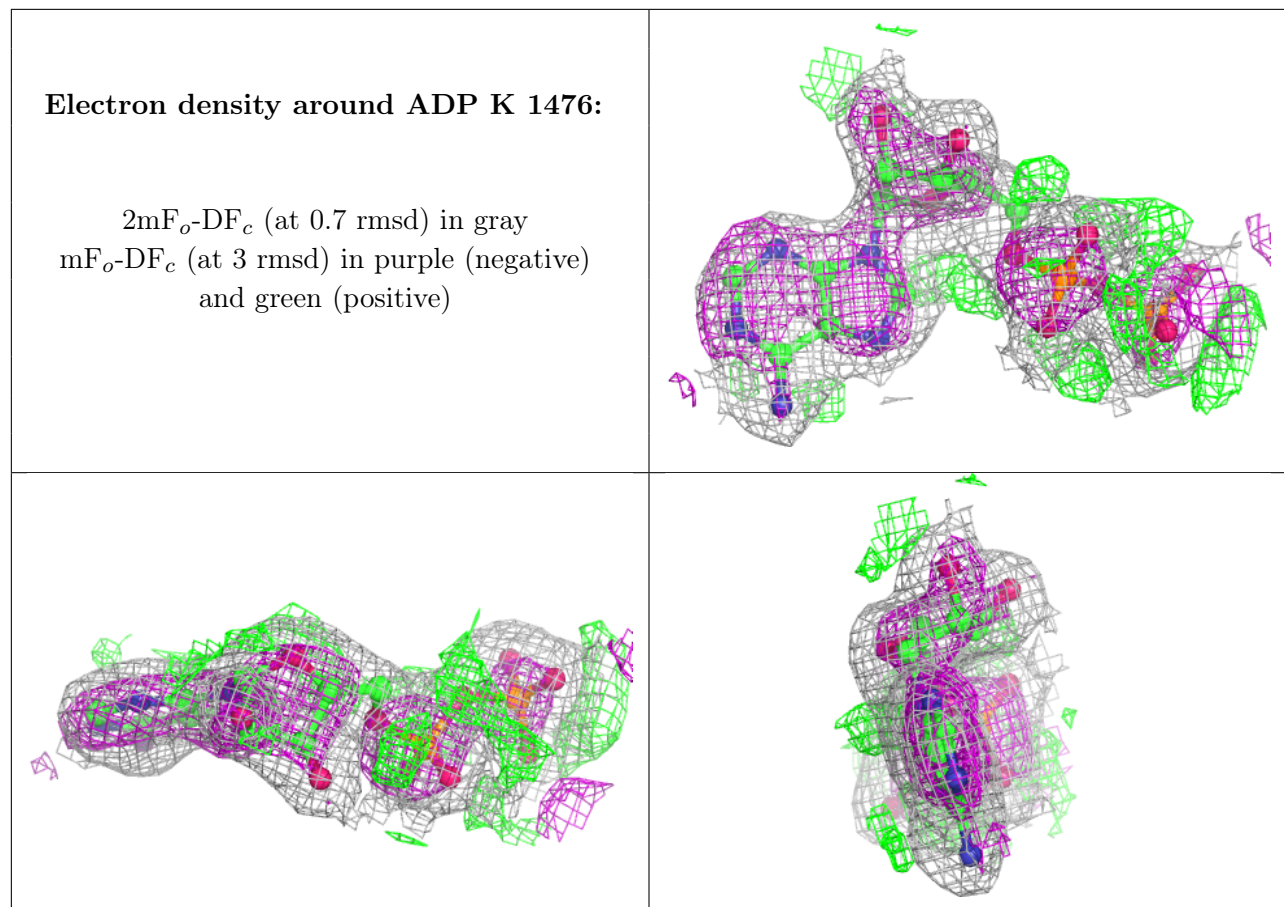 Electron density around ADP K 1476:
2mFₒ-DF𝑐 (at 0.7 rmsd) in gray
mFₒ-DF𝑐 (at 3 rmsd) in purple (negative)
and green (positive)